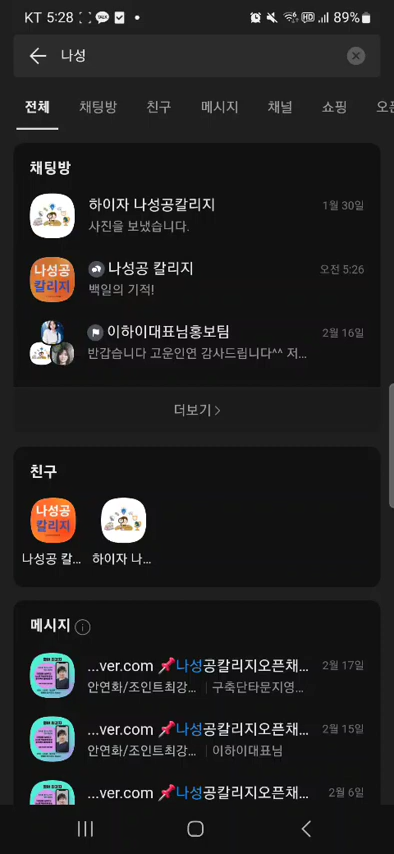 KT 5:28 TALK HD 89%
나성
전체 채팅방 친구 메시지 채널 쇼핑 오픈
채팅방
하이자 나성공칼리지 1월 30일
사진을 보냈습니다.
나성공 칼리지
나성공 칼리지 오전 5:26
백일의 기적!
이하이대표님홍보팀 2월 16일
반갑습니다 고운인연 감사드립니다^^ 저...
더보기 >
친구
나성공 칼리지
나성공 칼... 하이자 나...
메시지
...ver.com 📌나성공칼리지오픈채... 2월 17일
안연화/조인트최강... | 구축단타문지영...
...ver.com 📌나성공칼리지오픈채... 2월 15일
안연화/조인트최강... | 이하이대표님
...ver.com 📌나성공칼리지오픈채... 2월 6일